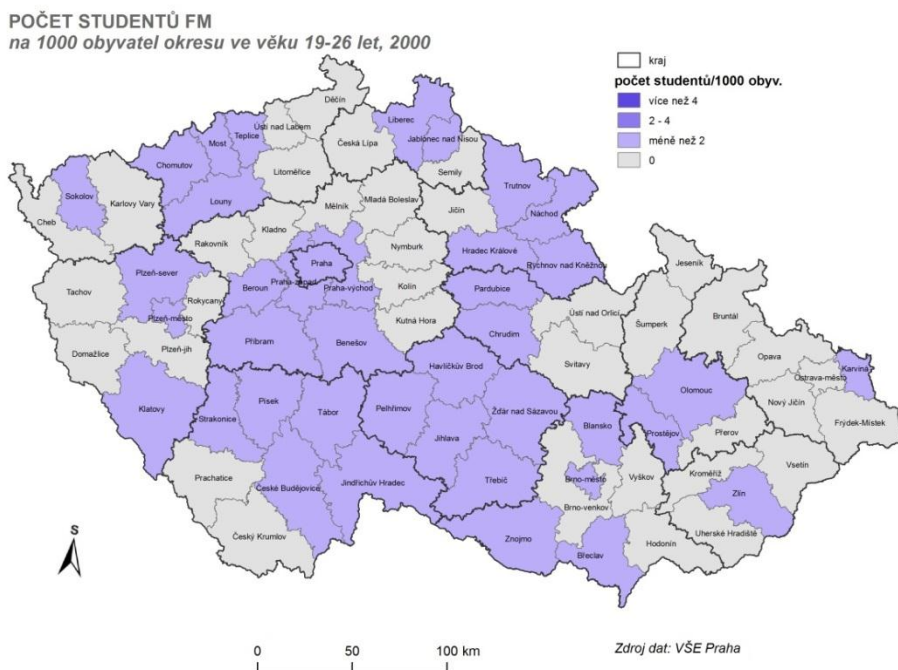 POČET STUDENTŮ FM
na 1000 obyvatel okresu ve věku 19-26 let, 2000
kraj
počet studentů/1000 obyv.
více než 4
2 - 4
méně než 2
0
Děčín
Liberec
Ústí nad Labem
Teplice
Jablonec nad Nisou
Most
Česká Lípa
Chomutov
Semily
Litoměřice
Trutnov
Sokolov
Karlovy Vary
Louny
Mladá Boleslav
Mělník
Jičín
Náchod
Cheb
Kladno
Rakovník
Nymburk
Hradec Králové
Praha
Jeseník
Rychnov nad Kněžnou
Plzeň-sever
Beroun
Praha-západ
Praha-východ
Kolín
Pardubice
Tachov
Rokycany
Ústí nad Orlicí
Bruntál
Plzeň-město
Kutná Hora
Šumperk
Chrudim
Příbram
Benešov
Plzeň-jih
Domažlice
Opava
Svitavy
Havlíčkův Brod
Karviná
Ostrava-město
Olomouc
Klatovy
Písek
Pelhřimov
Žďár nad Sázavou
Nový Jičín
Strakonice
Tábor
Blansko
Frýdek-Místek
Prostějov
Přerov
Jihlava
Vsetín
Kroměříž
Prachatice
Třebíč
Brno-město
Vyškov
Jindřichův Hradec
České Budějovice
Zlín
Brno-venkov
Český Krumlov
Uherské Hradiště
Znojmo
Hodonín
Břeclav
S
0 50 100 km
Zdroj dat: VŠE Praha